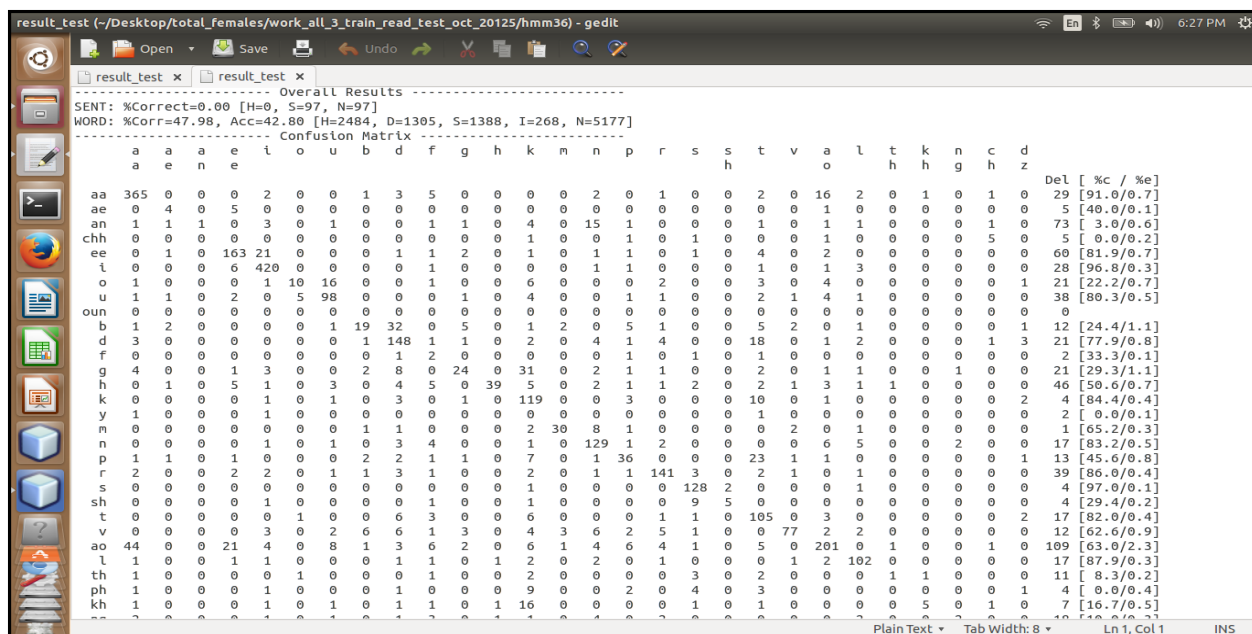 result_test (~/Desktop/total_females/work_all_3_train_read_test_oct_20125/hmm36) - gedit
En 6:27 PM
Open Save Undo
result_test × result_test ×
------------------------ Overall Results --------------------------
SENT: %Correct=0.00 [H=0, S=97, N=97]
WORD: %Corr=47.98, Acc=42.80 [H=2484, D=1305, S=1388, I=268, N=5177]
------------------------ Confusion Matrix -------------------------
a a a e i o u b d f g h k m n p r s s t v a l t k n c d
a e n e h o h h g h z
Del [ %c / %e]
aa 365 0 0 0 2 0 0 1 3 5 0 0 0 0 2 0 1 0 0 2 0 16 2 0 1 0 1 0 29 [91.0/0.7]
ae 0 4 0 5 0 0 0 0 0 0 0 0 0 0 0 0 0 0 0 0 0 1 0 0 0 0 0 0 5 [40.0/0.1]
an 1 1 1 0 3 0 1 0 0 1 1 0 4 0 15 1 0 0 0 1 0 1 1 0 0 0 1 0 73 [ 3.0/0.6]
chh 0 0 0 0 0 0 0 0 0 0 0 0 1 0 0 1 0 1 0 0 0 1 0 0 0 0 5 0 5 [ 0.0/0.2]
ee 0 1 0 163 21 0 0 0 1 1 2 0 1 0 1 1 0 1 0 4 0 2 0 0 0 0 0 0 60 [81.9/0.7]
i 0 0 0 6 420 0 0 0 0 1 0 0 0 0 1 1 0 0 0 1 0 1 3 0 0 0 0 0 28 [96.8/0.3]
o 1 0 0 0 1 10 16 0 0 1 0 0 6 0 0 0 2 0 0 3 0 4 0 0 0 0 0 1 21 [22.2/0.7]
u 1 1 0 2 0 5 98 0 0 0 1 0 4 0 0 1 1 0 0 2 1 4 1 0 0 0 0 0 38 [80.3/0.5]
oun 0 0 0 0 0 0 0 0 0 0 0 0 0 0 0 0 0 0 0 0 0 0 0 0 0 0 0 0 0
b 1 2 0 0 0 0 1 19 32 0 5 0 1 2 0 5 1 0 0 5 2 0 1 0 0 0 0 1 12 [24.4/1.1]
d 3 0 0 0 0 0 0 1 148 1 1 0 2 0 4 1 4 0 0 18 0 1 2 0 0 0 1 3 21 [77.9/0.8]
f 0 0 0 0 0 0 0 0 1 2 0 0 0 0 0 1 0 1 0 1 0 0 0 0 0 0 0 0 2 [33.3/0.1]
g 4 0 0 1 3 0 0 2 8 0 24 0 31 0 2 1 1 0 0 2 0 1 1 0 0 1 0 0 21 [29.3/1.1]
h 0 1 0 5 1 0 3 0 4 5 0 39 5 0 2 1 1 2 0 2 1 3 1 1 0 0 0 0 46 [50.6/0.7]
k 0 0 0 0 1 0 1 0 3 0 1 0 119 0 0 3 0 0 0 10 0 1 0 0 0 0 0 2 4 [84.4/0.4]
y 1 0 0 0 1 0 0 0 0 0 0 0 0 0 0 0 0 0 0 1 0 0 0 0 0 0 0 0 2 [ 0.0/0.1]
m 0 0 0 0 0 0 0 1 1 0 0 0 2 30 8 1 0 0 0 0 2 0 1 0 0 0 0 0 1 [65.2/0.3]
n 0 0 0 0 1 0 1 0 3 4 0 0 1 0 129 1 2 0 0 0 0 6 5 0 0 2 0 0 17 [83.2/0.5]
p 1 1 0 1 0 0 0 2 2 1 1 0 7 0 1 36 0 0 0 23 1 1 0 0 0 0 0 1 13 [45.6/0.8]
r 2 0 0 2 2 0 1 1 3 1 0 0 2 0 1 1 141 3 0 2 1 0 1 0 0 0 0 0 39 [86.0/0.4]
s 0 0 0 0 0 0 0 0 0 0 0 0 1 0 0 0 0 128 2 0 0 0 1 0 0 0 0 0 4 [97.0/0.1]
sh 0 0 0 0 1 0 0 0 0 1 0 0 1 0 0 0 0 9 5 0 0 0 0 0 0 0 0 0 4 [29.4/0.2]
t 0 0 0 0 0 1 0 0 6 3 0 0 6 0 0 0 1 1 0 105 0 3 0 0 0 0 0 2 17 [82.0/0.4]
v 0 0 0 0 3 0 2 6 6 1 3 0 4 3 6 2 5 1 0 0 77 2 2 0 0 0 0 0 12 [62.6/0.9]
ao 44 0 0 21 4 0 8 1 3 6 2 0 6 1 4 6 4 1 0 5 0 201 0 1 0 0 1 0 109 [63.0/2.3]
l 1 0 0 1 1 0 0 0 0 1 1 0 1 2 0 2 0 1 0 0 0 1 2 102 0 0 0 0 0 17 [87.9/0.3]
th 1 0 0 0 0 1 0 0 0 1 0 0 2 0 0 0 0 3 0 2 0 0 0 1 1 0 0 0 11 [ 8.3/0.2]
ph 1 0 0 0 1 0 0 0 1 0 0 0 9 0 0 2 0 4 0 3 0 0 0 0 0 0 0 1 4 [ 0.0/0.4]
kh 1 0 0 0 1 0 1 0 1 1 0 1 16 0 0 0 0 1 0 1 0 0 0 0 5 0 1 0 7 [16.7/0.5]
Plain Text Tab Width: 8 Ln 1, Col 1 INS